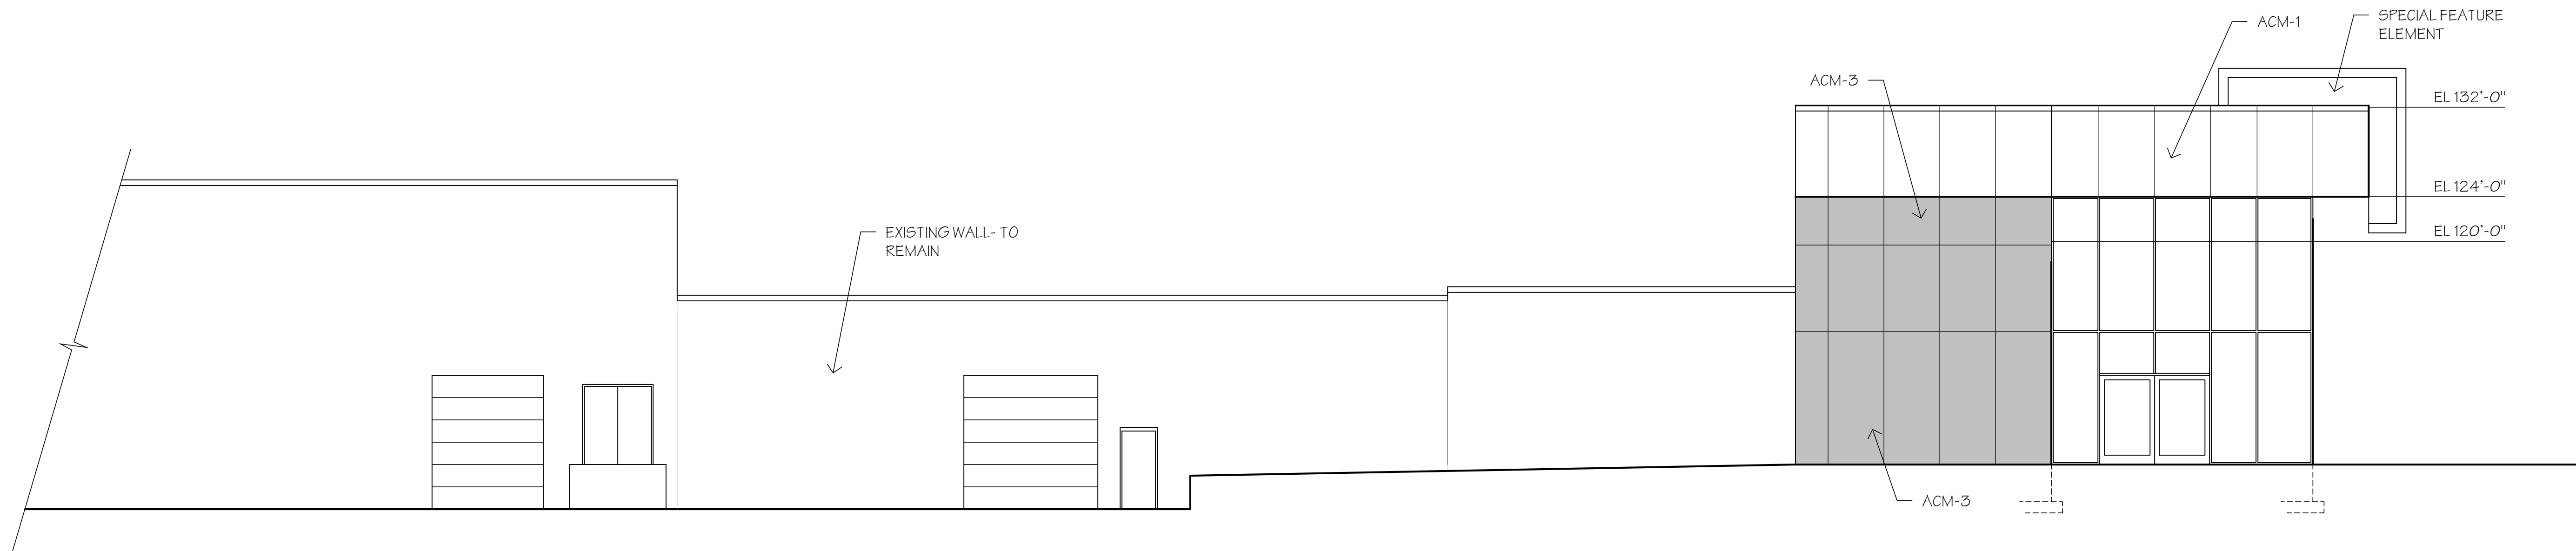 SPECIAL FEATURE
ELEMENT
ACM-1
ACM-3
EL 132'-0"
EL 124'-0"
EXISTING WALL- TO
REMAIN
EL 120'-0"
ACM-3